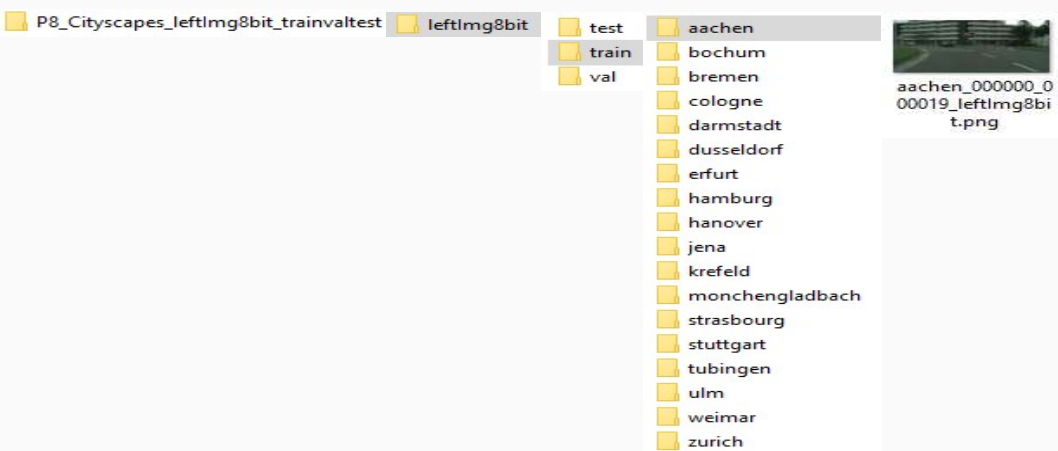 P8_Cityscapes_leftImg8bit_trainvaltest
leftImg8bit
test
train
val
aachen
bochum
bremen
cologne
darmstadt
dusseldorf
erfurt
hamburg
hanover
jena
krefeld
monchengladbach
strasbourg
stuttgart
tubingen
ulm
weimar
zurich
aachen_000000_0
00019_leftImg8bi
t.png